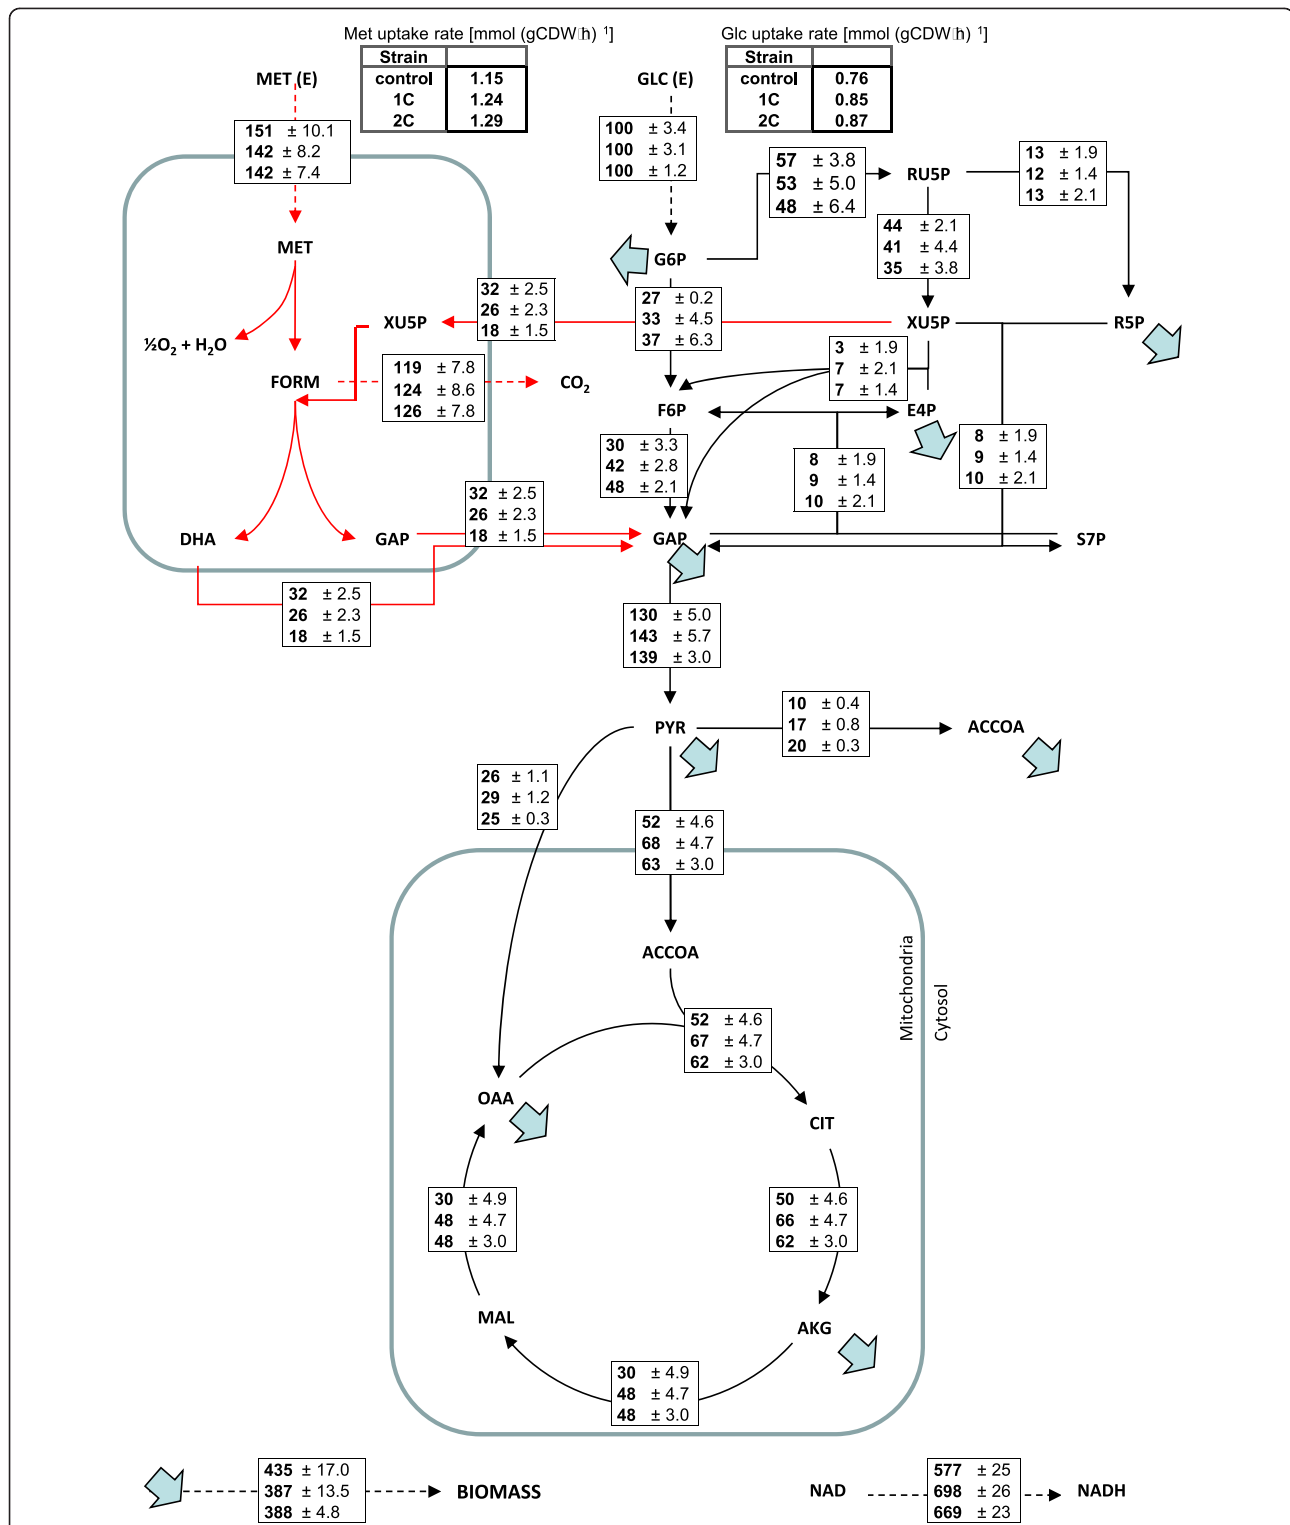 Met uptake rate [mmol (gCDW h) ¹]
Strain
control 1.15
1C 1.24
2C 1.29
Glc uptake rate [mmol (gCDW h) ¹]
Strain
control 0.76
1C 0.85
2C 0.87
MET (E)
GLC (E)
151 ± 10.1
142 ± 8.2
142 ± 7.4
100 ± 3.4
100 ± 3.1
100 ± 1.2
57 ± 3.8
53 ± 5.0
48 ± 6.4
RU5P
13 ± 1.9
12 ± 1.4
13 ± 2.1
44 ± 2.1
41 ± 4.4
35 ± 3.8
MET
G6P
32 ± 2.5
26 ± 2.3
18 ± 1.5
27 ± 0.2
33 ± 4.5
37 ± 6.3
XU5P
XU5P
R5P
½O₂ + H₂O
3 ± 1.9
7 ± 2.1
7 ± 1.4
FORM
119 ± 7.8
124 ± 8.6
126 ± 7.8
CO₂
F6P
E4P
30 ± 3.3
42 ± 2.8
48 ± 2.1
8 ± 1.9
9 ± 1.4
10 ± 2.1
8 ± 1.9
9 ± 1.4
10 ± 2.1
32 ± 2.5
26 ± 2.3
18 ± 1.5
DHA
GAP
GAP
S7P
32 ± 2.5
26 ± 2.3
18 ± 1.5
130 ± 5.0
143 ± 5.7
139 ± 3.0
PYR
10 ± 0.4
17 ± 0.8
20 ± 0.3
ACCOA
26 ± 1.1
29 ± 1.2
25 ± 0.3
52 ± 4.6
68 ± 4.7
63 ± 3.0
ACCOA
Mitochondria
Cytosol
52 ± 4.6
67 ± 4.7
62 ± 3.0
OAA
CIT
30 ± 4.9
48 ± 4.7
48 ± 3.0
50 ± 4.6
66 ± 4.7
62 ± 3.0
MAL
AKG
30 ± 4.9
48 ± 4.7
48 ± 3.0
435 ± 17.0
387 ± 13.5
388 ± 4.8
BIOMASS
NAD
577 ± 25
698 ± 26
669 ± 23
NADH